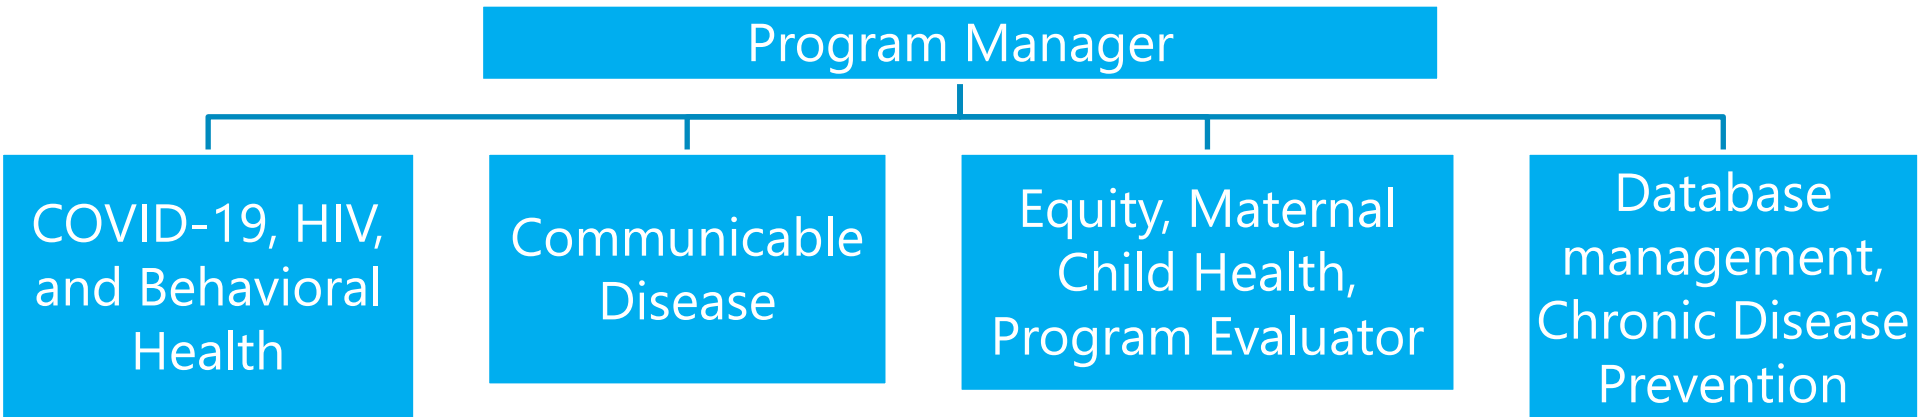 Program Manager
COVID-19, HIV,
and Behavioral
Health
Communicable
Disease
Equity, Maternal
Child Health,
Program Evaluator
Database
management,
Chronic Disease
Prevention